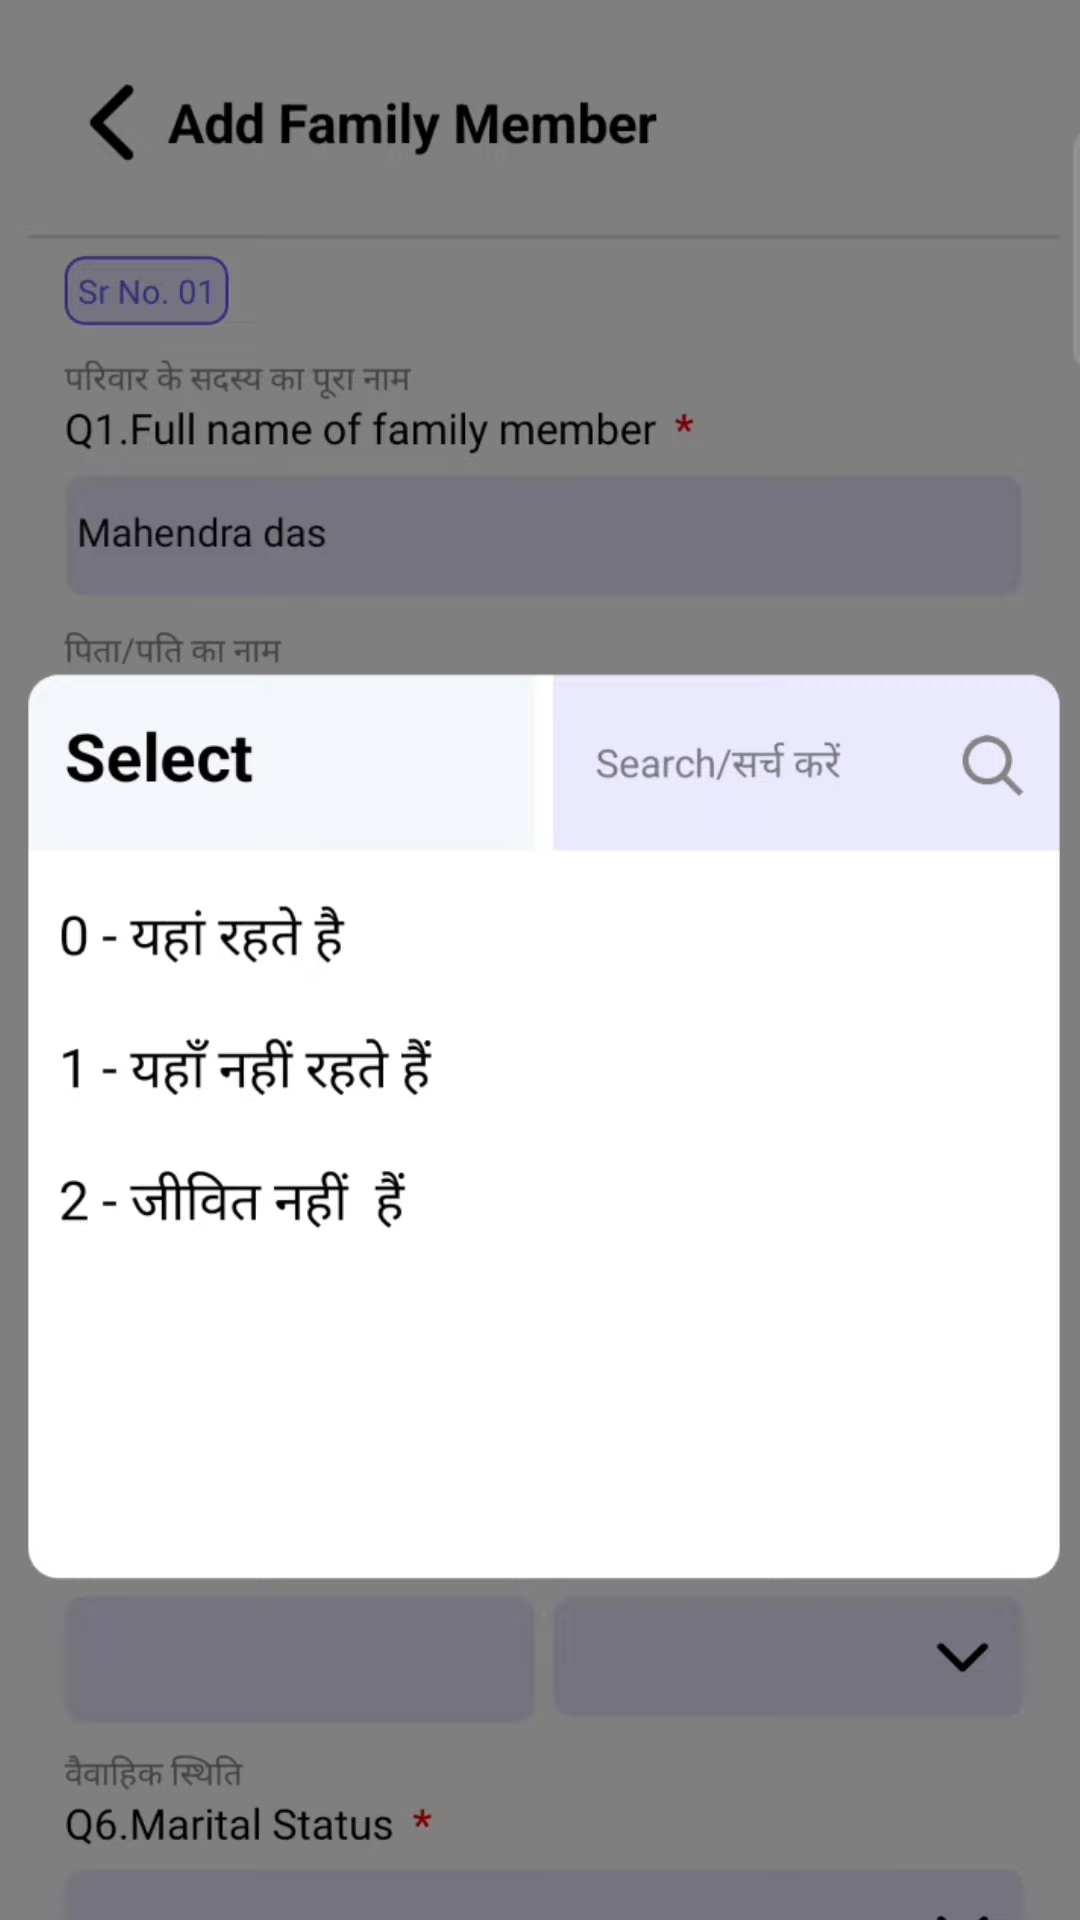 Add Family Member
Sr No. 01
परिवार के सदस्य का पूरा नाम
Q1.Full name of family member *
Mahendra das
पिता/पति का नाम
Select
Search/सर्च करें
0 - यहां रहते है
1 - यहाँ नहीं रहते हैं
2 - जीवित नहीं  हैं
वैवाहिक स्थिति
Q6.Marital Status *